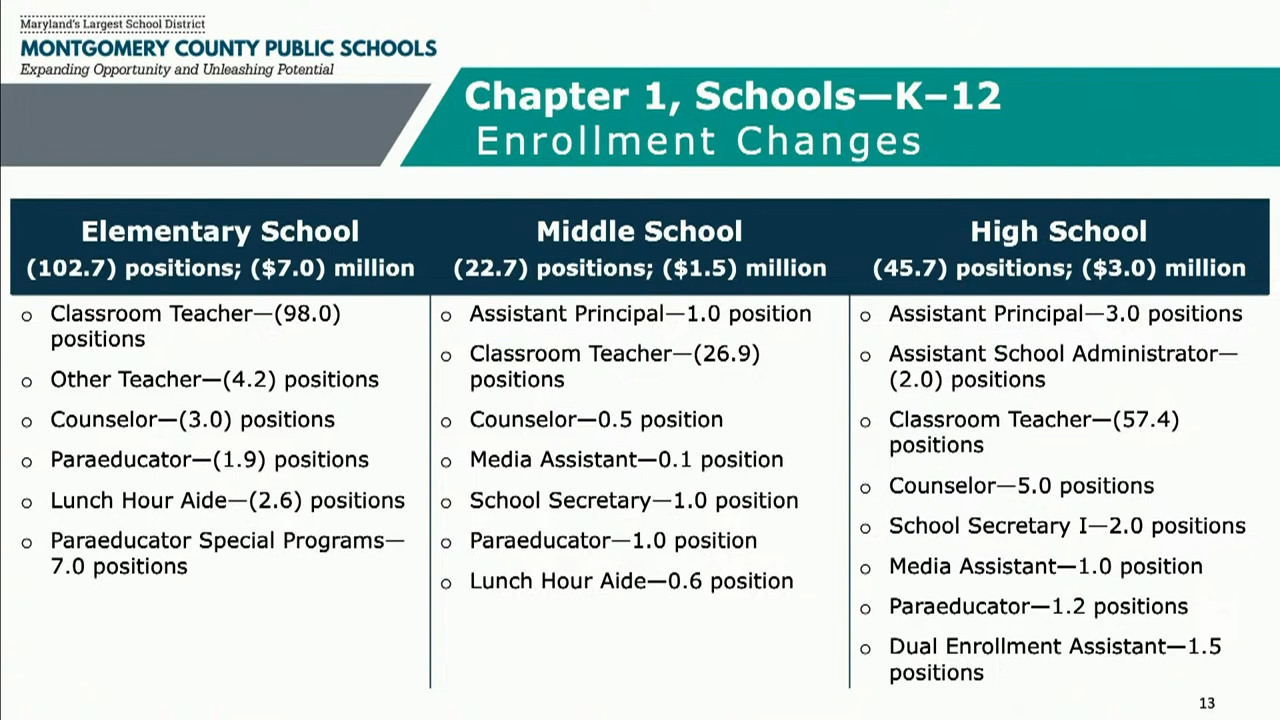 Maryland's Largest School District
MONTGOMERY COUNTY PUBLIC SCHOOLS
Expanding Opportunity and Unleashing Potential
Chapter 1, Schools—K–12
Enrollment Changes
Elementary School
(102.7) positions; ($7.0) million
○ Classroom Teacher—(98.0)
positions
○ Other Teacher—(4.2) positions
○ Counselor—(3.0) positions
○ Paraeducator—(1.9) positions
○ Lunch Hour Aide—(2.6) positions
○ Paraeducator Special Programs—
7.0 positions
Middle School
(22.7) positions; ($1.5) million
○ Assistant Principal—1.0 position
○ Classroom Teacher—(26.9)
positions
○ Counselor—0.5 position
○ Media Assistant—0.1 position
○ School Secretary—1.0 position
○ Paraeducator—1.0 position
○ Lunch Hour Aide—0.6 position
High School
(45.7) positions; ($3.0) million
○ Assistant Principal—3.0 positions
○ Assistant School Administrator—
(2.0) positions
○ Classroom Teacher—(57.4)
positions
○ Counselor—5.0 positions
○ School Secretary I—2.0 positions
○ Media Assistant—1.0 position
○ Paraeducator—1.2 positions
○ Dual Enrollment Assistant—1.5
positions
13